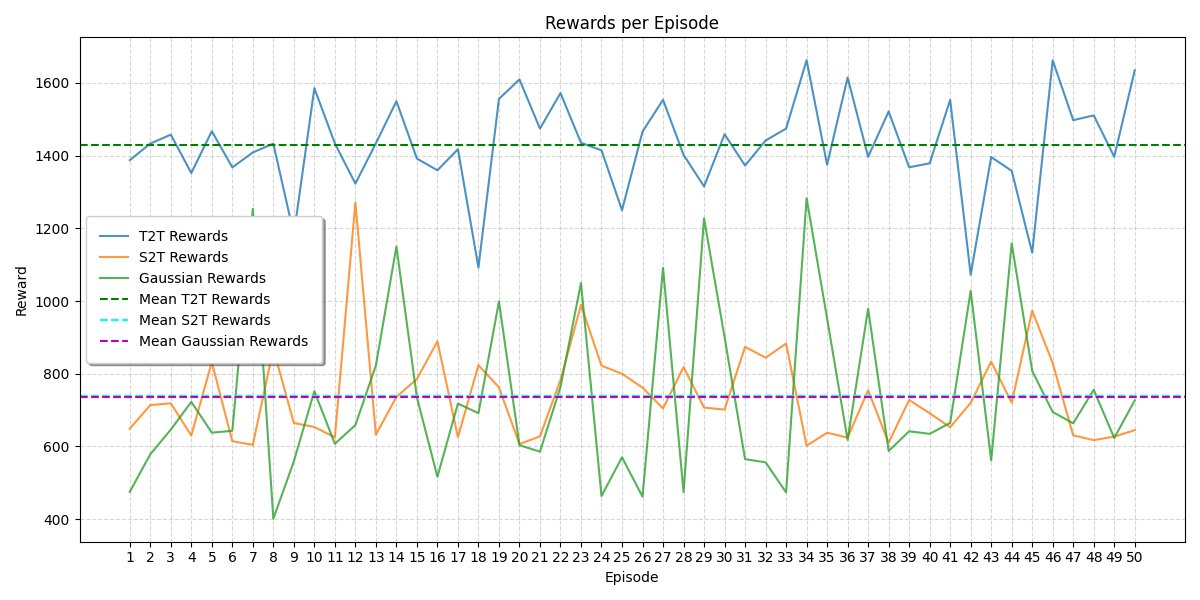 Rewards per Episode
1600
1400
1200
1000
800
600
400
Reward
T2T Rewards
S2T Rewards
Gaussian Rewards
Mean T2T Rewards
Mean S2T Rewards
Mean Gaussian Rewards
1 2 3 4 5 6 7 8 9 10 11 12 13 14 15 16 17 18 19 20 21 22 23 24 25 26 27 28 29 30 31 32 33 34 35 36 37 38 39 40 41 42 43 44 45 46 47 48 49 50
Episode